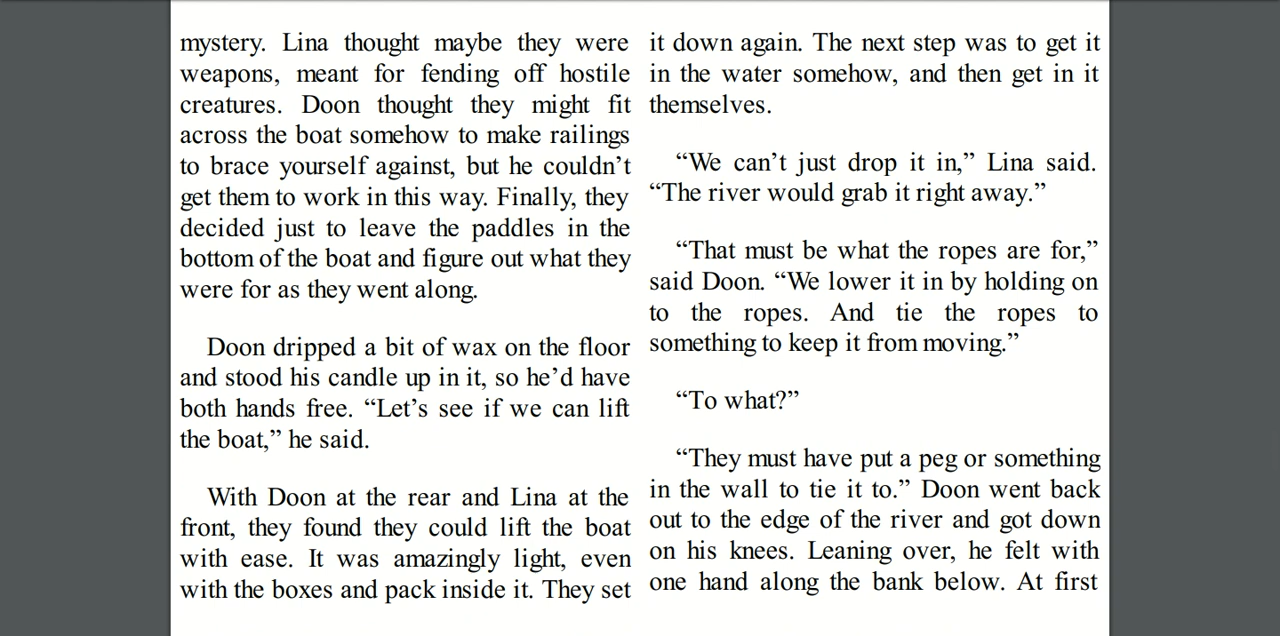 mystery. Lina thought maybe they were
weapons, meant for fending off hostile
creatures. Doon thought they might fit
across the boat somehow to make railings
to brace yourself against, but he couldn’t
get them to work in this way. Finally, they
decided just to leave the paddles in the
bottom of the boat and figure out what they
were for as they went along.
Doon dripped a bit of wax on the floor
and stood his candle up in it, so he’d have
both hands free. “Let’s see if we can lift
the boat,” he said.
With Doon at the rear and Lina at the
front, they found they could lift the boat
with ease. It was amazingly light, even
with the boxes and pack inside it. They set
it down again. The next step was to get it
in the water somehow, and then get in it
themselves.
“We can’t just drop it in,” Lina said.
“The river would grab it right away.”
“That must be what the ropes are for,”
said Doon. “We lower it in by holding on
to the ropes. And tie the ropes to
something to keep it from moving.”
“To what?”
“They must have put a peg or something
in the wall to tie it to.” Doon went back
out to the edge of the river and got down
on his knees. Leaning over, he felt with
one hand along the bank below. At first